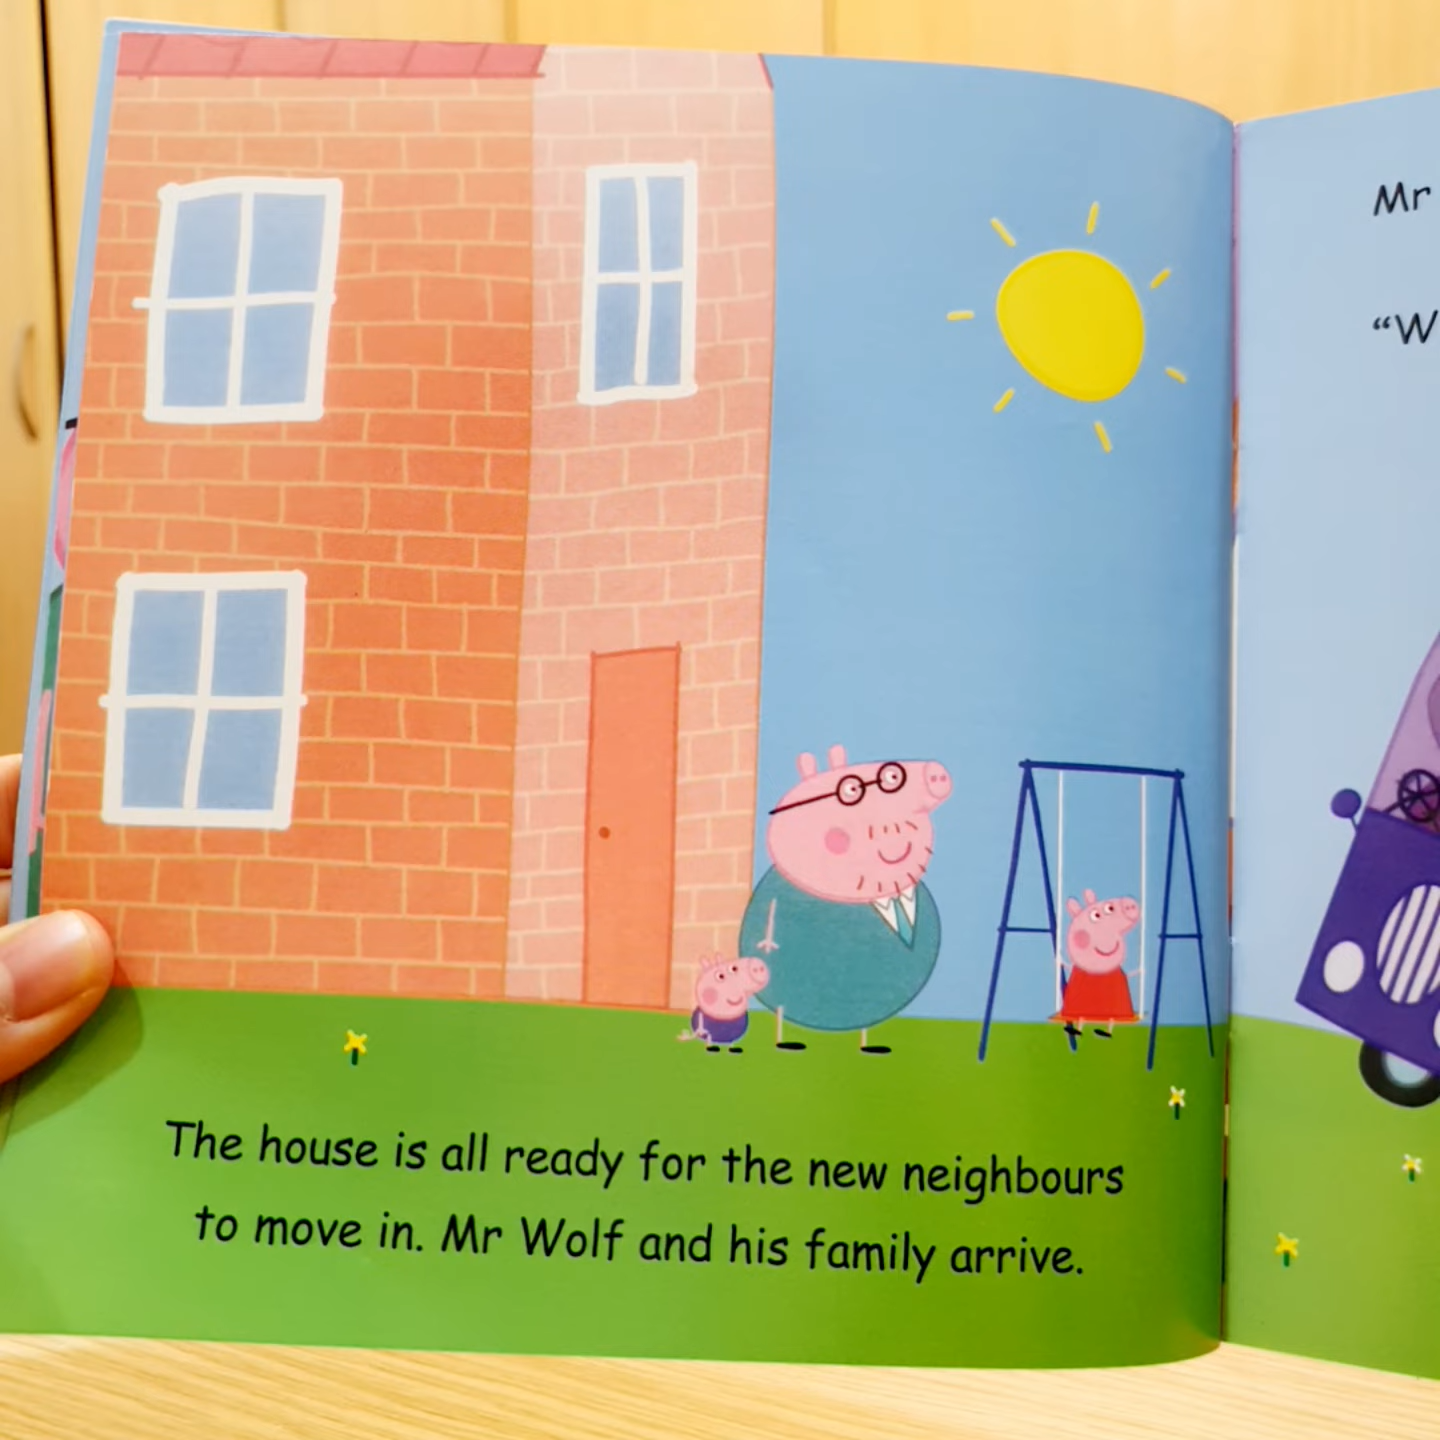 The house is all ready for the new neighbours
to move in. Mr Wolf and his family arrive.
Mr